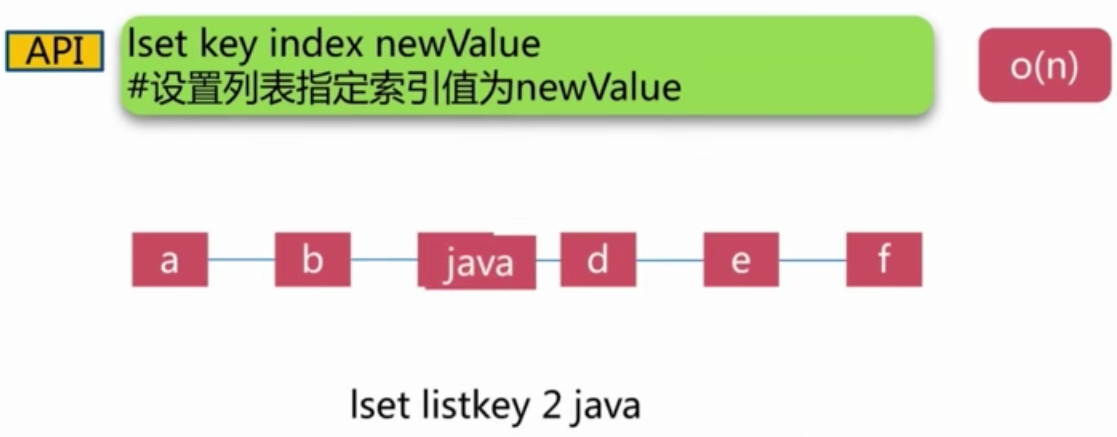 API
lset key index newValue
#设置列表指定索引值为newValue
o(n)
a b java d e f
lset listkey 2 java